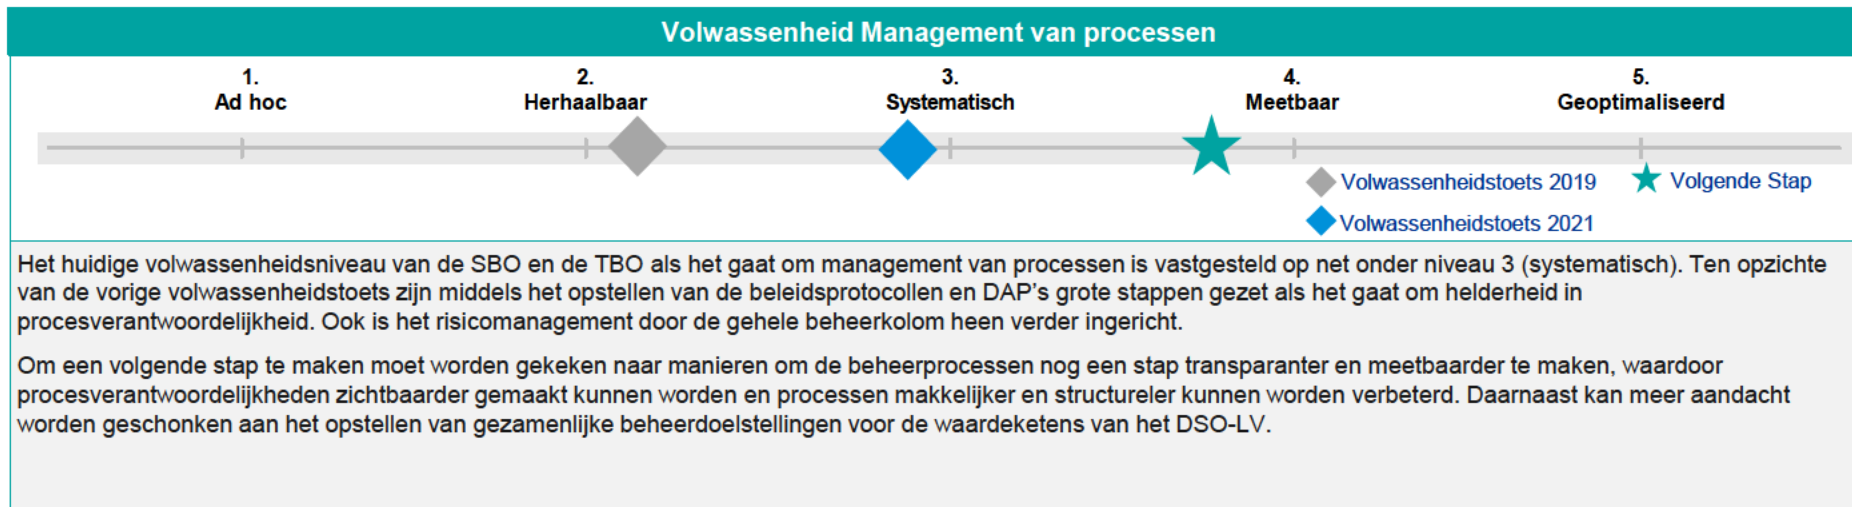 Volwassenheid Management van processen
1. 2. 3. 4. 5.
Ad hoc Herhaalbaar Systematisch Meetbaar Geoptimaliseerd
Volwassenheidstoets 2019 Volgende Stap
Volwassenheidstoets 2021
Het huidige volwassenheidsniveau van de SBO en de TBO als het gaat om management van processen is vastgesteld op net onder niveau 3 (systematisch). Ten opzichte
van de vorige volwassenheidstoets zijn middels het opstellen van de beleidsprotocollen en DAP's grote stappen gezet als het gaat om helderheid in
procesverantwoordelijkheid. Ook is het risicomanagement door de gehele beheerkolom heen verder ingericht.
Om een volgende stap te maken moet worden gekeken naar manieren om de beheerprocessen nog een stap transparanter en meetbaarder te maken, waardoor
procesverantwoordelijkheden zichtbaarder gemaakt kunnen worden en processen makkelijker en structureler kunnen worden verbeterd. Daarnaast kan meer aandacht
worden geschonken aan het opstellen van gezamenlijke beheerdoelstellingen voor de waardeketens van het DSO-LV.